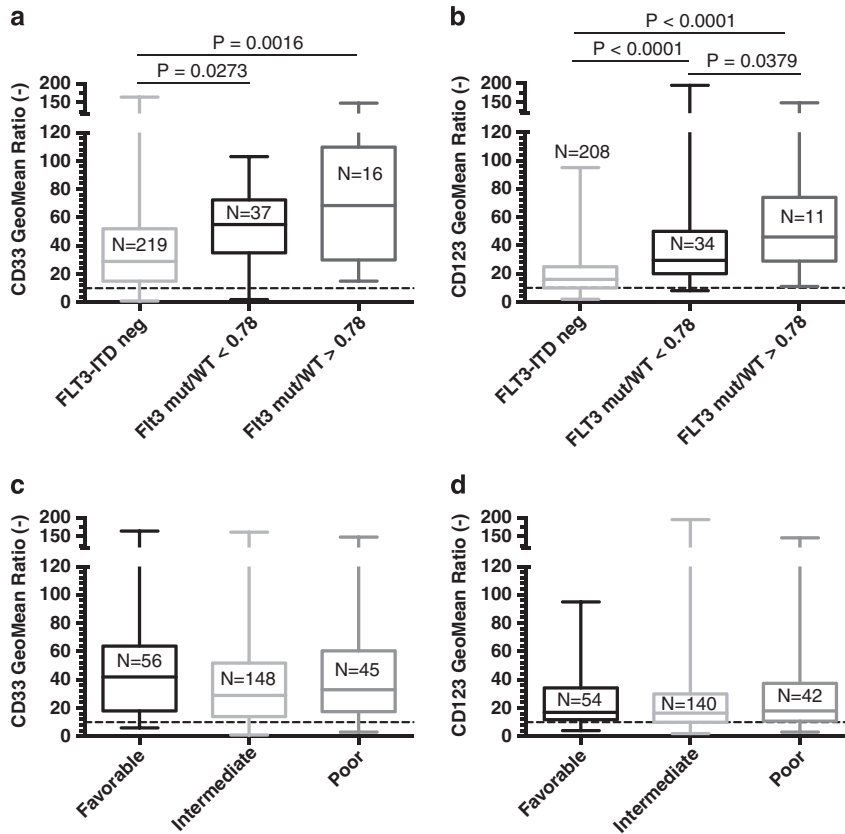 a
P = 0.0016
P = 0.0273
CD33 GeoMean Ratio (-)
200
150
120
100
80
60
40
20
0
N=219
N=37
N=16
FLT3-ITD neg
Flt3 mut/WT < 0.78
Flt3 mut/WT > 0.78
b
P < 0.0001
P < 0.0001
P = 0.0379
CD123 GeoMean Ratio (-)
200
150
120
100
80
60
40
20
0
N=208
N=34
N=11
FLT3-ITD neg
FLT3 mut/WT < 0.78
FLT3 mut/WT > 0.78
c
CD33 GeoMean Ratio (-)
200
150
120
100
80
60
40
20
0
N=56
N=148
N=45
Favorable
Intermediate
Poor
d
CD123 GeoMean Ratio (-)
200
150
120
100
80
60
40
20
0
N=54
N=140
N=42
Favorable
Intermediate
Poor